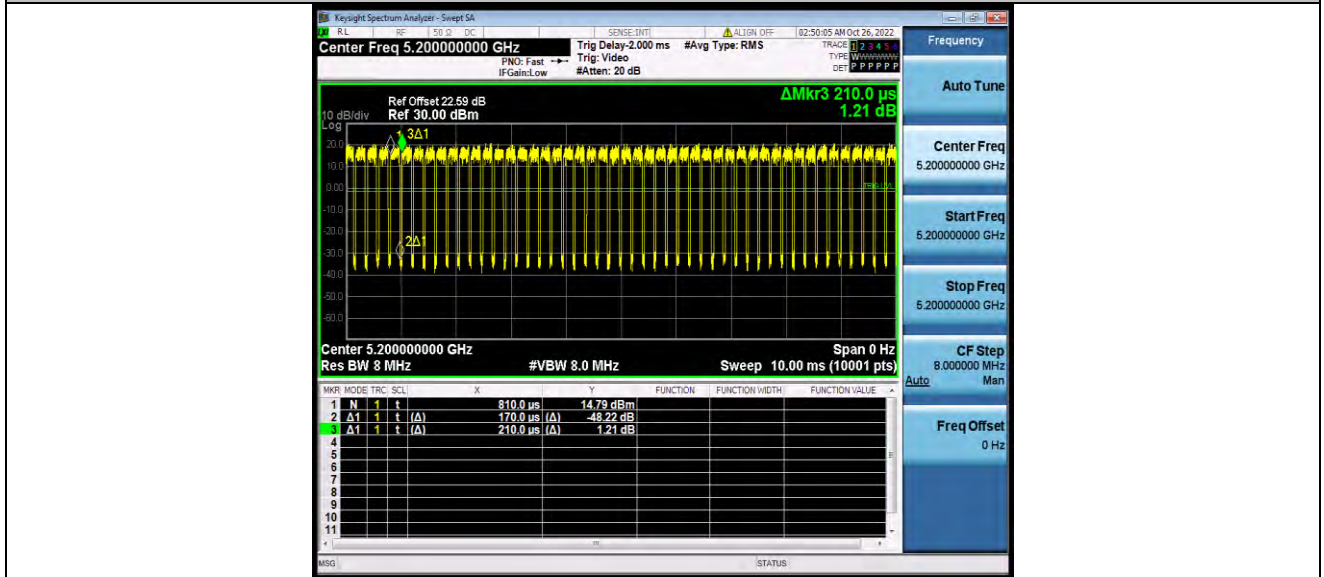 Keysight Spectrum Analyzer - Swept SA
RL RF 50 Ω DC SENSE:INT ALIGN OFF 02:50:05 AM Oct 26, 2022
Center Freq 5.200000000 GHz Trig Delay-2.000 ms #Avg Type: RMS TRACE 1 2 3 4 5 6
PNO: Fast Trig: Video TYPE WWWWWW
IFGain:Low #Atten: 20 dB DET P P P P P P
Frequency
Auto Tune
Center Freq
5.200000000 GHz
Start Freq
5.200000000 GHz
Stop Freq
5.200000000 GHz
CF Step
8.000000 MHz
Auto Man
Freq Offset
0 Hz
ΔMkr3 210.0 µs
1.21 dB
Ref Offset 22.59 dB
10 dB/div Ref 30.00 dBm
Log
1 3Δ1
20.0
10.0
0.00
TRIG LVL
-10.0
-20.0
2Δ1
-30.0
-40.0
-50.0
-60.0
Center 5.200000000 GHz Span 0 Hz
Res BW 8 MHz #VBW 8.0 MHz Sweep 10.00 ms (10001 pts)
MKR MODE TRC SCL X Y FUNCTION FUNCTION WIDTH FUNCTION VALUE
1 N 1 t 810.0 µs 14.79 dBm
2 Δ1 1 t (Δ) 170.0 µs (Δ) -48.22 dB
3 Δ1 1 t (Δ) 210.0 µs (Δ) 1.21 dB
4
5
6
7
8
9
10
11
MSG STATUS